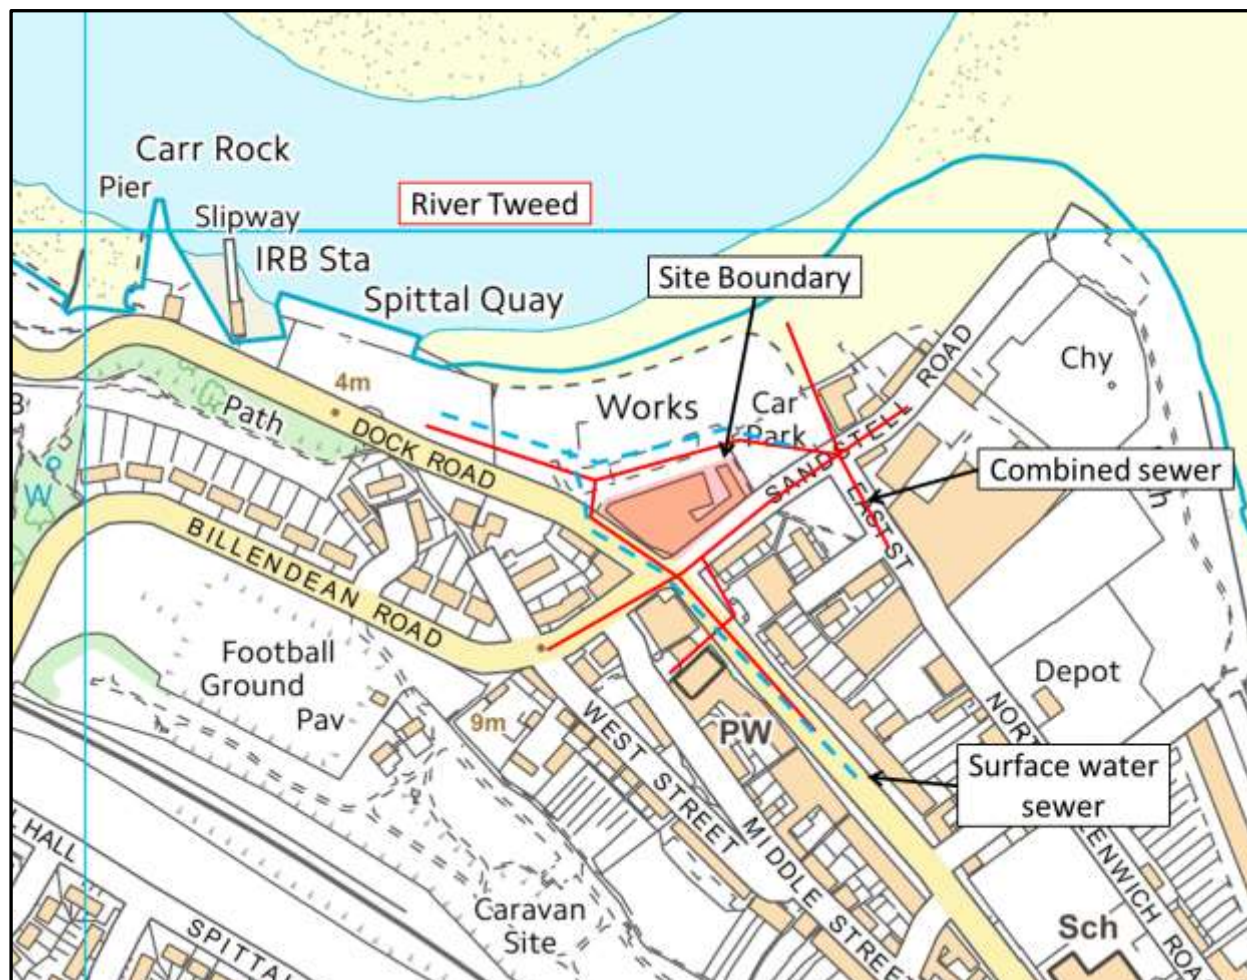 Carr Rock
Pier
Slipway
River Tweed
IRB Sta
Site Boundary
Spittal Quay
Chy
4m
Works
Car
Park
Path
DOCK ROAD
SANDSTELL ROAD
Combined sewer
W
EAST ST
BILLENDEAN ROAD
Football
Ground
Pav
Depot
9m
PW
WEST STREET
Surface water
sewer
MIDDLE STREET
HALL
Caravan
Site
Sch
SPITTAL